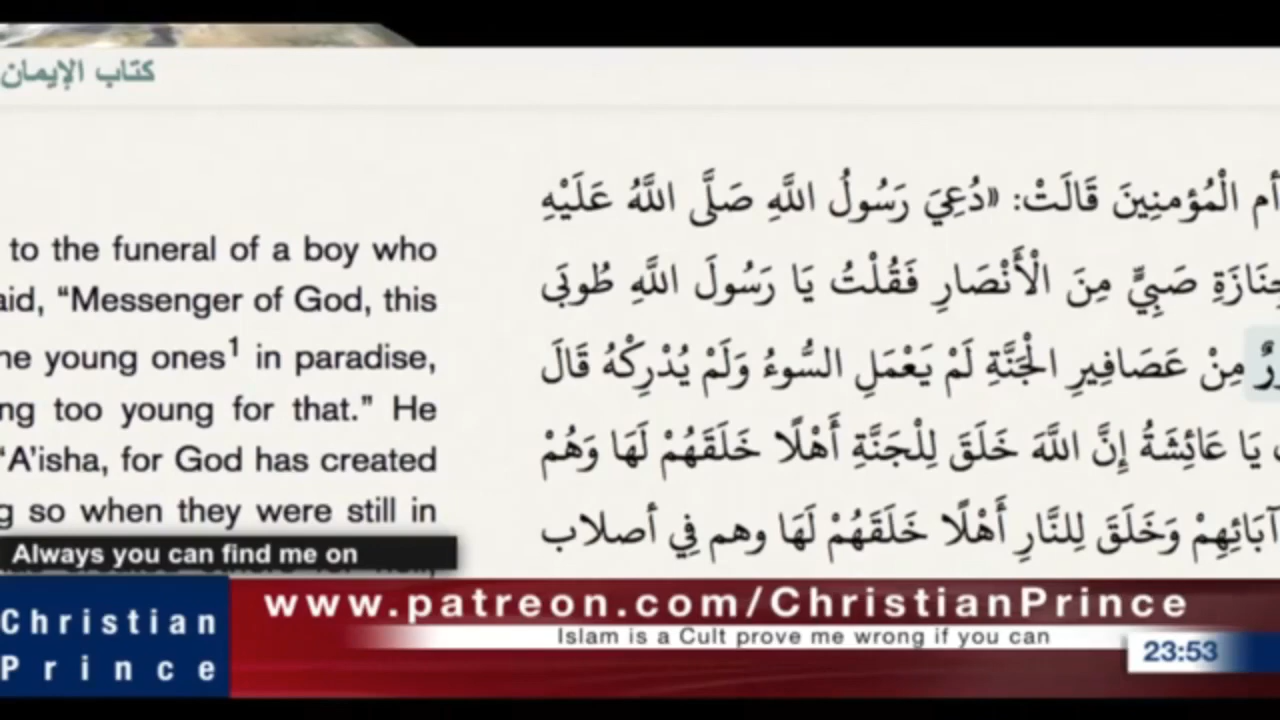 كتاب الإيمان
to the funeral of a boy who
aid, “Messenger of God, this
he young ones1 in paradise,
ng too young for that.” He
‘A’isha, for God has created
g so when they were still in
أم الْمُؤمنِينَ قَالَتْ: «دُعِيَ رَسُولُ اللَّهِ صَلَّى اللَّهُ عَلَيْهِ
جِنَازَةِ صَبِيٍّ مِنَ الْأَنْصَارِ فَقُلْتُ يَا رَسُولَ اللَّهِ طُوبَى
مِنْ عَصَافِيرِ الْجَنَّةِ لَمْ يَعْمَلِ السُّوءُ وَلَمْ يُدْرِكْهُ قَالَ
يَا عَائِشَةُ إِنَّ اللَّهَ خَلَقَ لِلْجَنَّةِ أَهْلًا خَلَقَهُمْ لَهَا وَهُمْ
آبَائِهِمْ وَخَلَقَ لِلنَّارِ أَهْلًا خَلَقَهُمْ لَهَا وهم فِي أصلاب
Always you can find me on
Christian
Prince
www.patreon.com/ChristianPrince
Islam is a Cult prove me wrong if you can
23:53